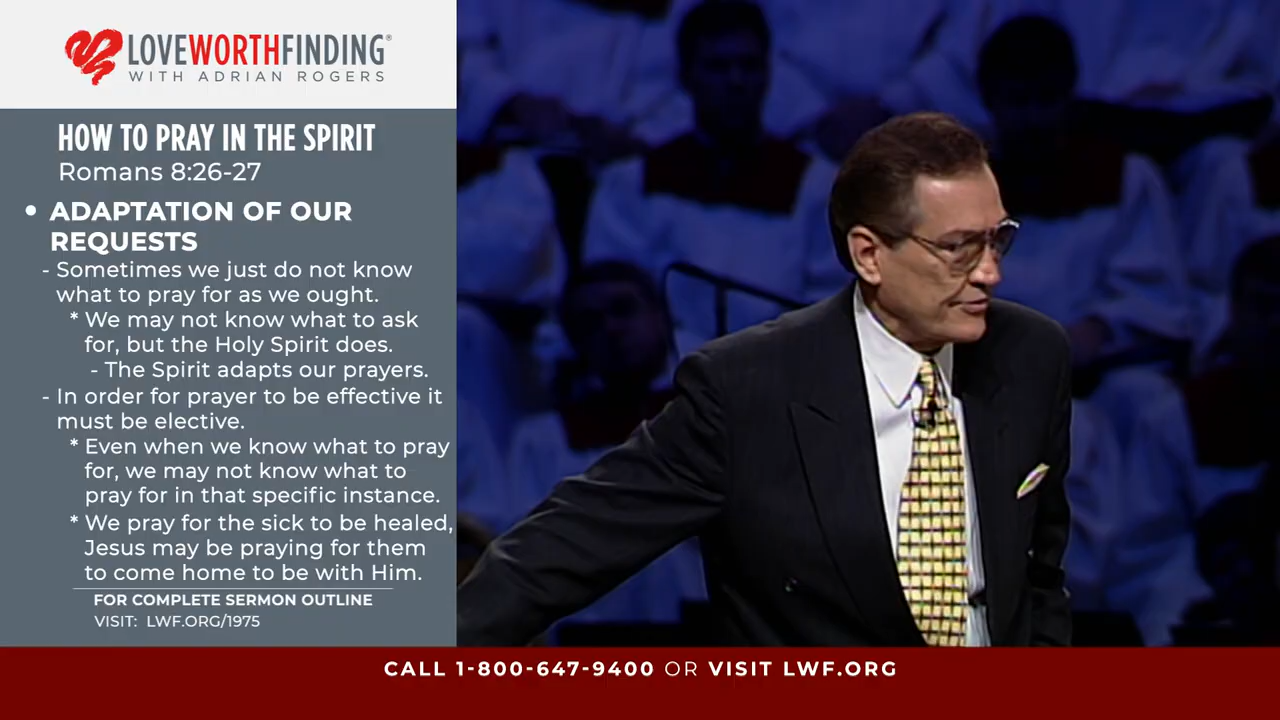 LOVEWORTHFINDING®
WITH ADRIAN ROGERS
HOW TO PRAY IN THE SPIRIT
Romans 8:26-27
• ADAPTATION OF OUR
REQUESTS
- Sometimes we just do not know
what to pray for as we ought.
* We may not know what to ask
for, but the Holy Spirit does.
- The Spirit adapts our prayers.
- In order for prayer to be effective it
must be elective.
* Even when we know what to pray
for, we may not know what to
pray for in that specific instance.
* We pray for the sick to be healed,
Jesus may be praying for them
to come home to be with Him.
FOR COMPLETE SERMON OUTLINE
VISIT: LWF.ORG/1975
CALL 1-800-647-9400 OR VISIT LWF.ORG